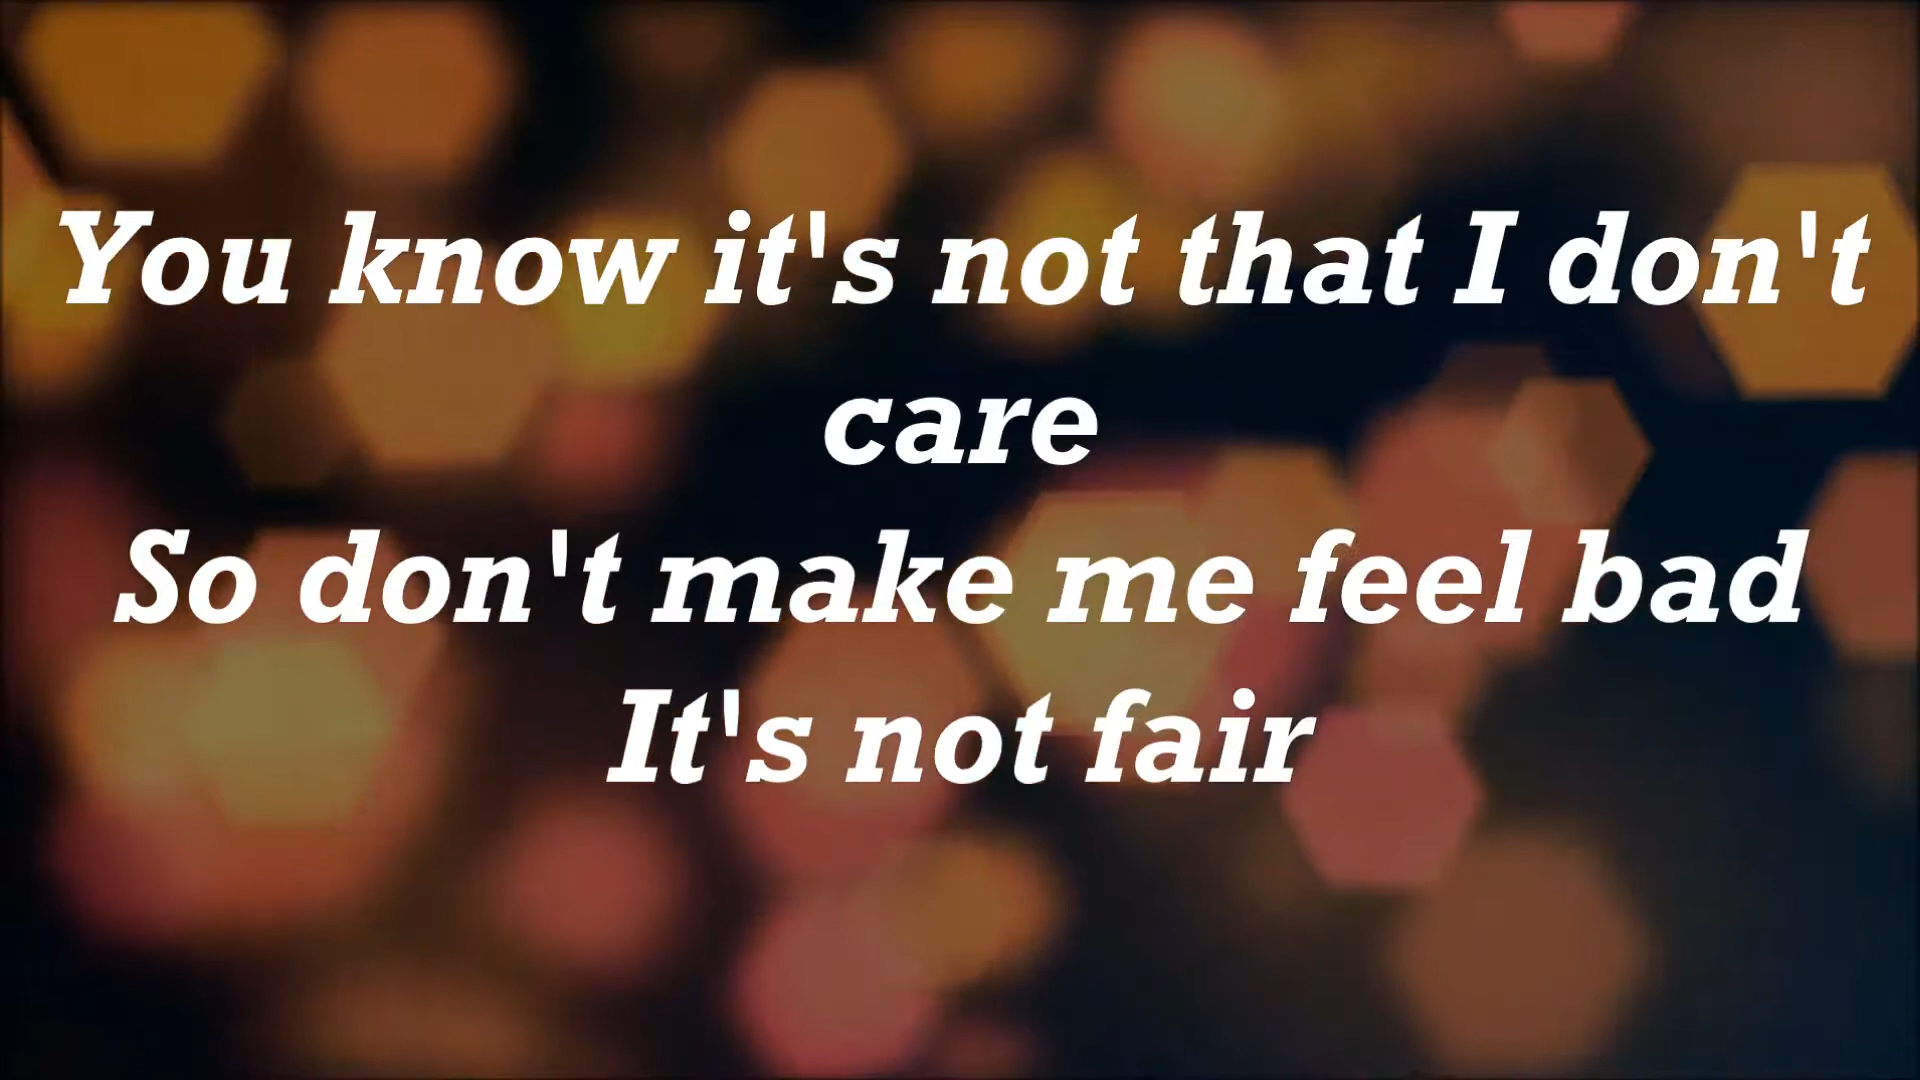 You know it's not that I don't
care
So don't make me feel bad
It's not fair